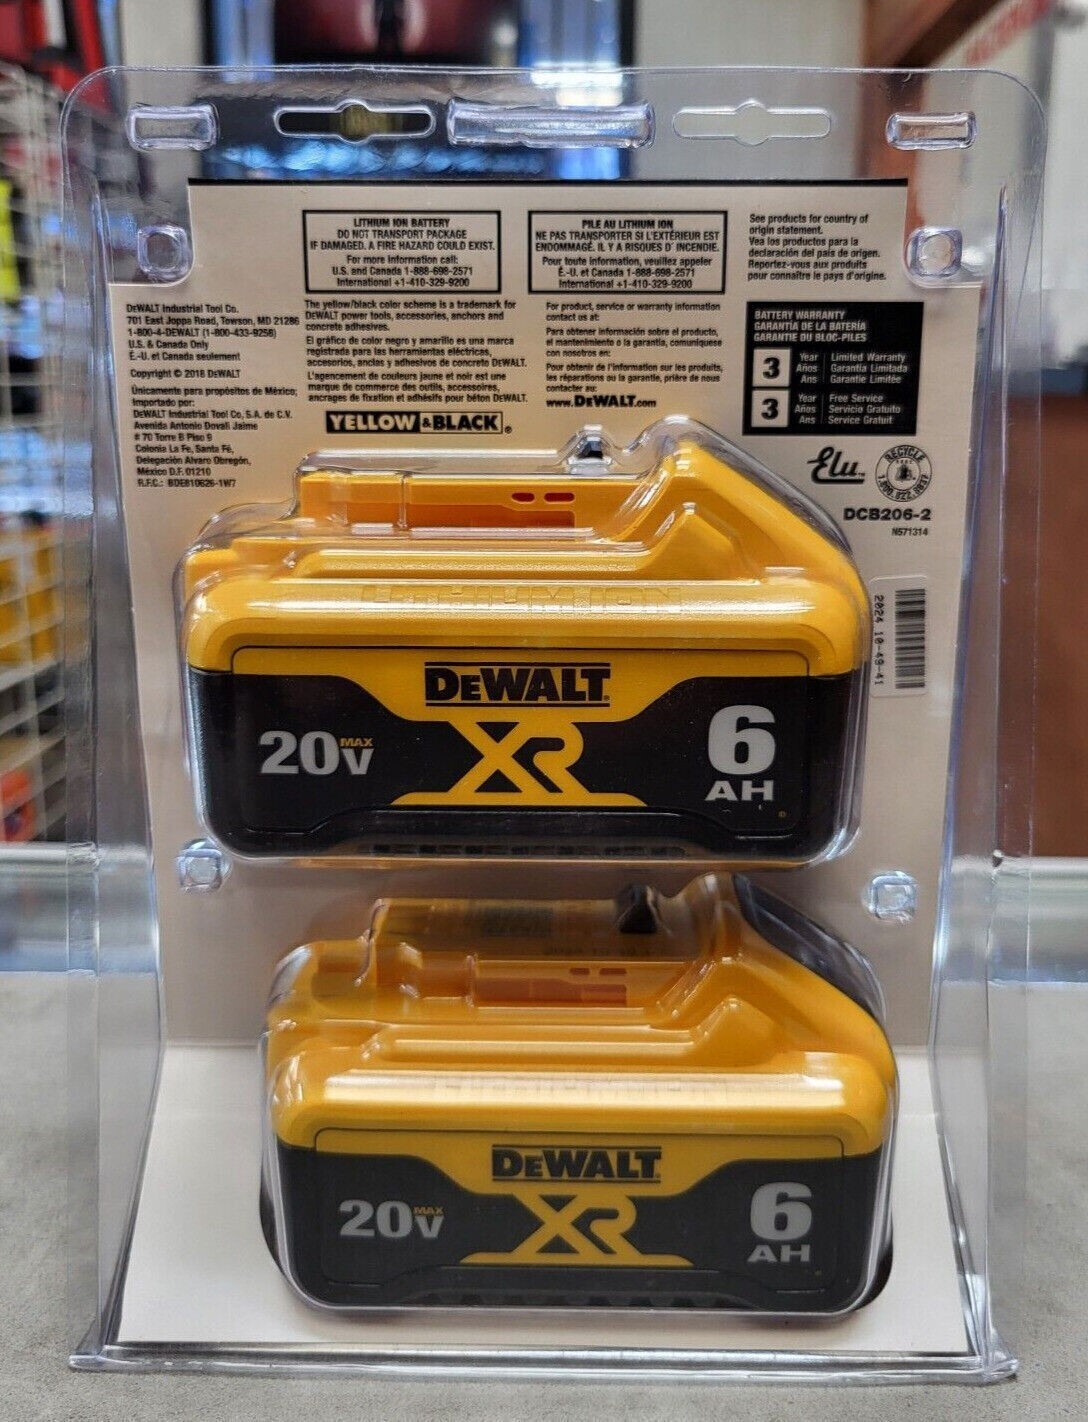 LITHIUM ION BATTERY
DO NOT TRANSPORT PACKAGE
IF DAMAGED. A FIRE HAZARD COULD EXIST.
For more information call:
U.S. and Canada 1-888-698-2571
International +1-410-329-9200
PILE AU LITHIUM ION
NE PAS TRANSPORTER SI L'EXTÉRIEUR EST
ENDOMMAGÉ. IL Y A RISQUES D' INCENDIE.
Pour toute information, veuillez appeler
É.-U. et Canada 1-888-698-2571
International +1-410-329-9200
See products for country of
origin statement.
Vea los productos para la
declaración del país de origen.
Reportez-vous aux produits
pour connaître le pays d'origine.
DEWALT Industrial Tool Co.
701 East Joppa Road, Towson, MD 21286
1-800-4-DEWALT (1-800-433-9258)
U.S. & Canada Only
É.-U. et Canada seulement
Copyright © 2018 DEWALT
Únicamente para propósitos de México;
Importado por:
DEWALT Industrial Tool Co, S.A. de C.V.
Avenida Antonio Dovali Jaime
# 70 Torre B Piso 9
Colonia La Fe, Santa Fé,
Delegación Alvaro Obregón,
México D.F. 01210
R.F.C.: BDE810626-1W7
The yellow/black color scheme is a trademark for
DEWALT power tools, accessories, anchors and
concrete adhesives.
El gráfico de color negro y amarillo es una marca
registrada para las herramientas eléctricas,
accesorios, anclas y adhesivos de concreto DEWALT.
L'agencement de couleurs jaune et noir est une
marque de commerce des outils, accessoires,
ancrages de fixation et adhésifs pour béton DEWALT.
YELLOW & BLACK®
For product, service or warranty information
contact us at:
Para obtener información sobre el producto,
el mantenimiento o la garantía, comuníquese
con nosotros en:
Pour obtenir de l'information sur les produits,
les réparations ou la garantie, prière de nous
contacter au:
www.DEWALT.com
BATTERY WARRANTY
GARANTÍA DE LA BATERÍA
GARANTIE DU BLOC-PILES
3 Year Limited Warranty
Años Garantia Limitada
Ans Garantie Limitée
3 Year Free Service
Años Servicio Gratuito
Ans Service Gratuit
Elu™
RECYCLE
1.800.822.8837
DCB206-2
N571314
2024 10-49-41
LITHIUM ION
DEWALT®
20V MAX
XR
6
AH
DEWALT
20V MAX
XR
6
AH